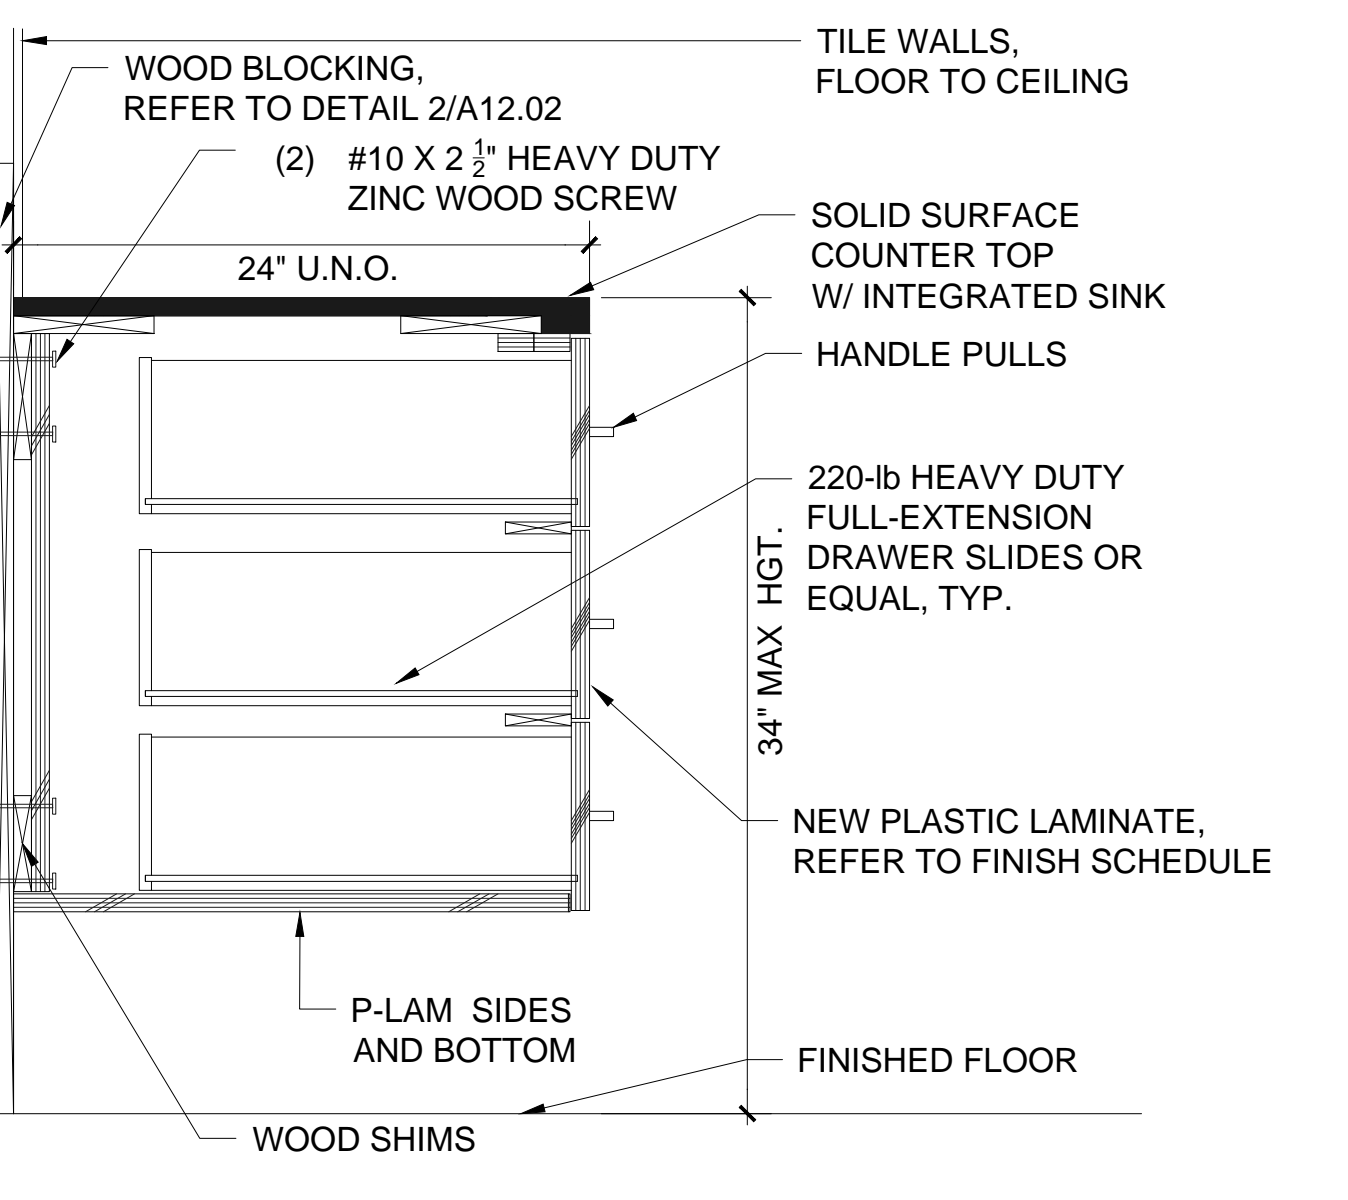 TILE WALLS,
FLOOR TO CEILING
WOOD BLOCKING,
REFER TO DETAIL 2/A12.02
(2) #10 X 2 1/2" HEAVY DUTY
ZINC WOOD SCREW
SOLID SURFACE
COUNTER TOP
W/ INTEGRATED SINK
24" U.N.O.
HANDLE PULLS
220-lb HEAVY DUTY
FULL-EXTENSION
DRAWER SLIDES OR
EQUAL, TYP.
34" MAX HGT.
NEW PLASTIC LAMINATE,
REFER TO FINISH SCHEDULE
P-LAM SIDES
AND BOTTOM
FINISHED FLOOR
WOOD SHIMS